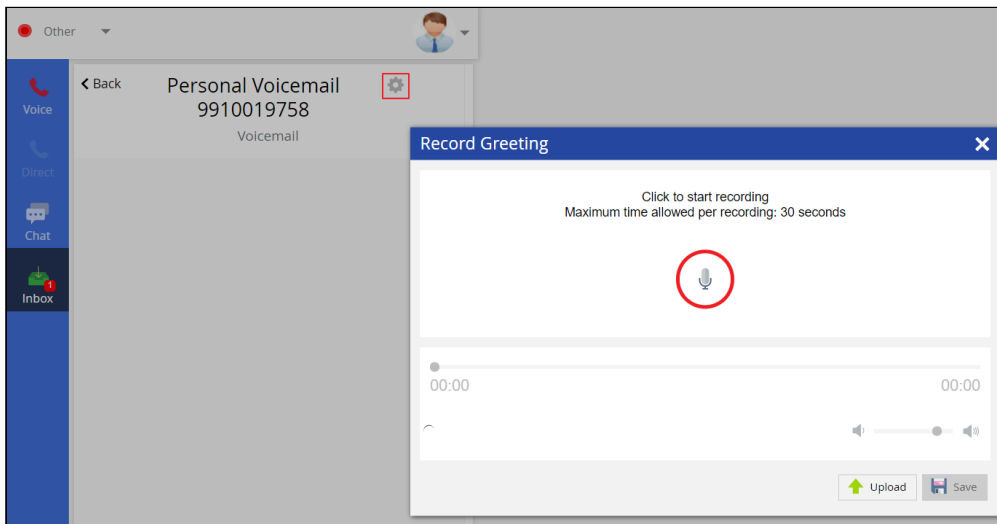 Other
Back
Personal Voicemail
9910019758
Voicemail
Voice
Direct
Chat
1
Inbox
Record Greeting
Click to start recording
Maximum time allowed per recording: 30 seconds
00:00 00:00
Upload Save